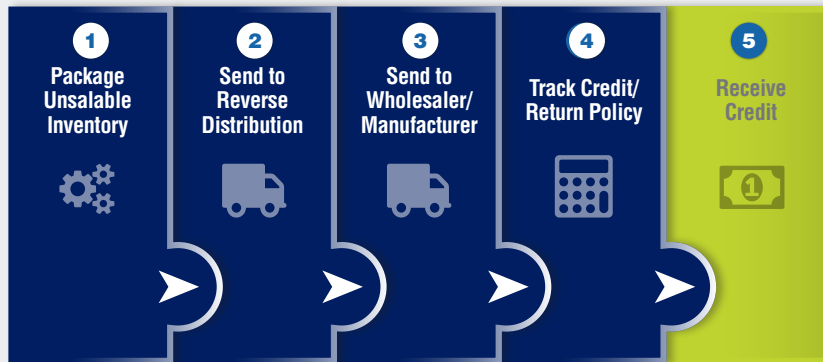 1
Package
Unsalable
Inventory
2
Send to
Reverse
Distribution
3
Send to
Wholesaler/
Manufacturer
4
Track Credit/
Return Policy
5
Receive
Credit
1